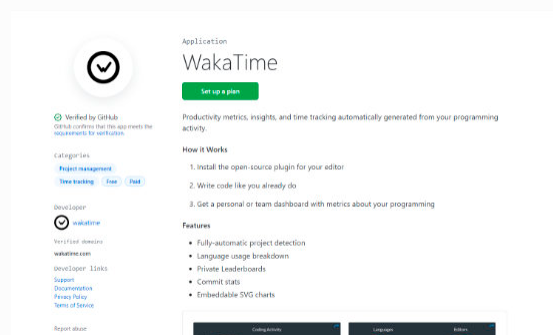 Application
WakaTime
Set up a plan
Verified by GitHub
GitHub confirms that this app meets the
requirements for verification.
Categories
Project management
Time tracking
Free
Paid
Developer
wakatime
Verified domains
wakatime.com
Developer links
Support
Documentation
Privacy Policy
Terms of Service
Report abuse
Productivity metrics, insights, and time tracking automatically generated from your programming
activity.
How it Works
1. Install the open-source plugin for your editor
2. Write code like you already do
3. Get a personal or team dashboard with metrics about your programming
Features
• Fully-automatic project detection
• Language usage breakdown
• Private Leaderboards
• Commit stats
• Embeddable SVG charts
Coding Activity
Languages
Editors